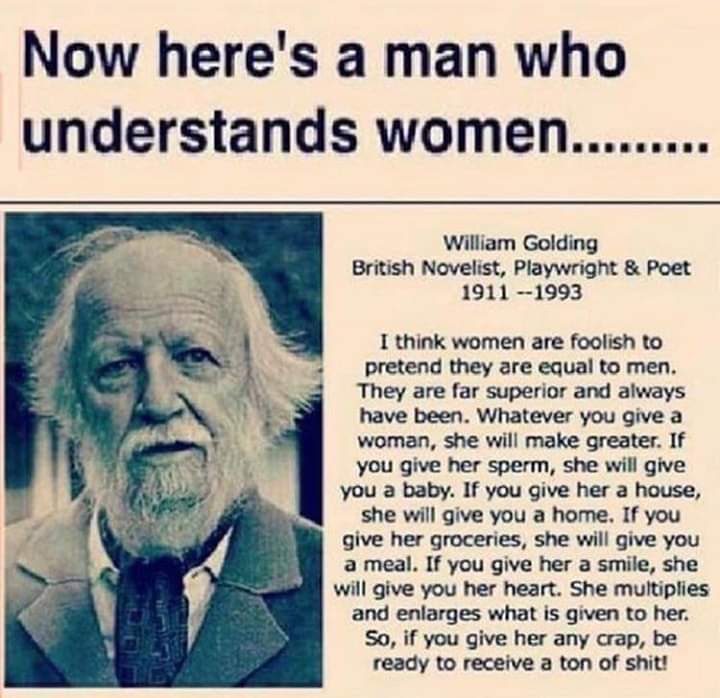 Now here's a man who
understands women.........
William Golding
British Novelist, Playwright & Poet
1911 --1993
I think women are foolish to
pretend they are equal to men.
They are far superior and always
have been. Whatever you give a
woman, she will make greater. If
you give her sperm, she will give
you a baby. If you give her a house,
she will give you a home. If you
give her groceries, she will give you
a meal. If you give her a smile, she
will give you her heart. She multiplies
and enlarges what is given to her.
So, if you give her any crap, be
ready to receive a ton of shit!